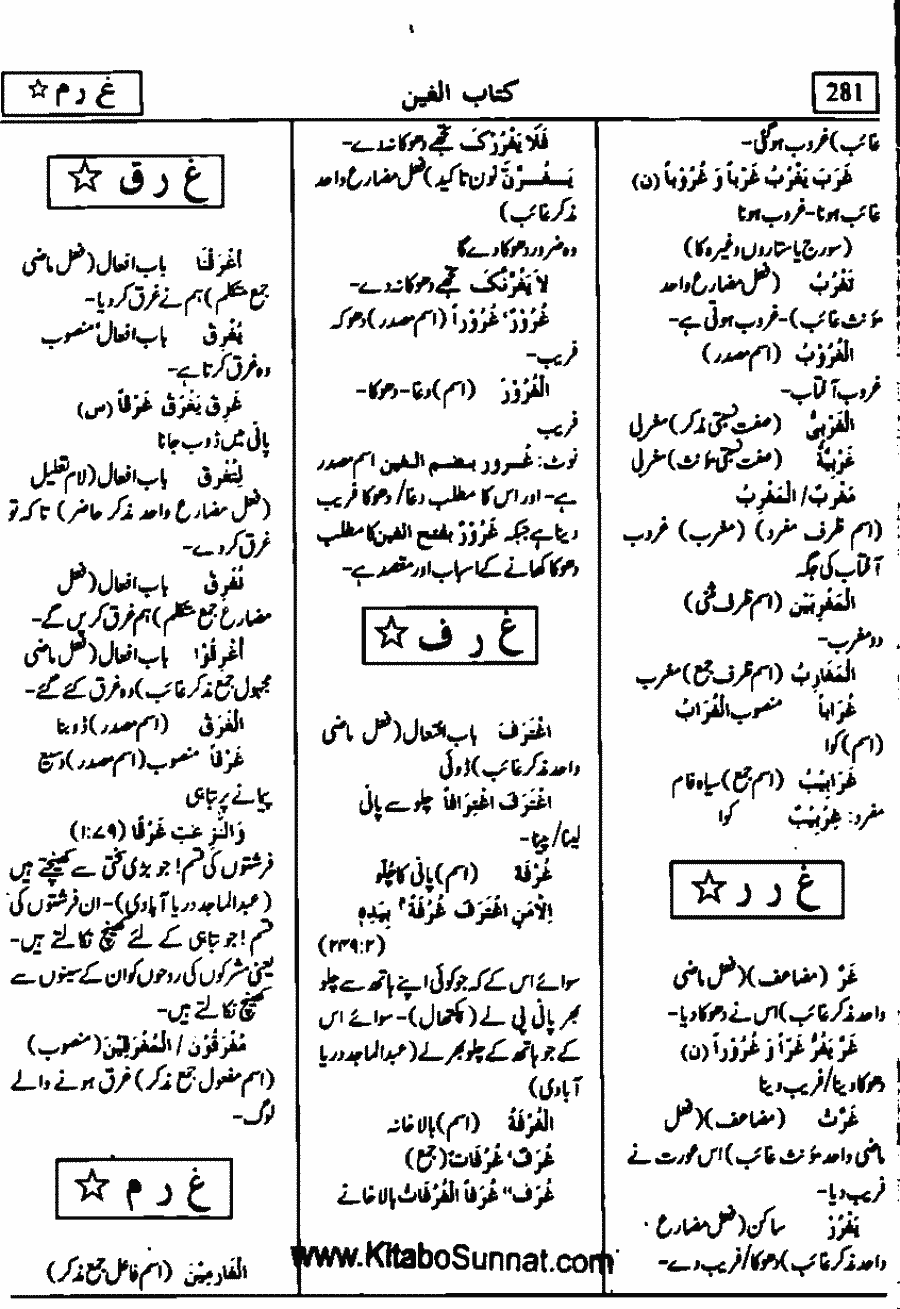 281
کتاب الغین
غ ر م ☆
غائب) غروب ہوگئی-
غَرَبَ يَغْرُبُ غَرْباً وَ غُرُوْباً (ن)
غائب ہونا-غروب ہونا
(سورج یا ستاروں وغیرہ کا)
تَغْرُبُ (فعل مضارع واحد
مؤنث غائب)-غروب ہوتی ہے-
الْغُرُوْبُ (اسم مصدر)
غروب آفتاب-
الْغَرْبِیُّ (صفت نسبتی مذکر) مغربی
غَرْبِيَّةٌ (صفت نسبتی مؤنث) مغربی
مَغْرِبٌ/ الْمَغْرِبُ
(اسم ظرف مفرد) (مغرب) غروب
آفتاب کی جگہ
الْمَغْرِبَيْنِ (اسم ظرف مثنی)
دو مغرب-
الْمَغَارِبُ (اسم ظرف جمع) مغرب
غُرَاباً منصوب الْغُرَابُ
(اسم) کوا
غَرَابِيْبُ (اسم جمع) سیاہ فام
مفرد: غِرْبِيْبٌ کوا
غ ر ر ☆
غَرَّ (مضاعف)(فعل ماضی
واحد مذکر غائب) اس نے دھوکا دیا-
غَرَّ يَغُرُّ غَرّاً وَ غُرُوْراً (ن)
دھوکا دینا/فریب دینا
غَرَّتْ (مضاعف)(فعل
ماضی واحد مؤنث غائب) اس عورت نے
فریب دیا-
يَغْرُرْ ساکن (فعل مضارع
واحد مذکر غائب) دھوکا/فریب دے-
فَلَا يَغْرُرْكَ تجھے دھوکا نہ دے-
يَـغُـرَّنَّ نون تاکید) فعل مضارع واحد
مذکر غائب)
وہ ضرور دھوکا دے گا
لاَ يَغُرَّنَّكَ تجھے دھوکا نہ دے-
غُرُوْرٌ، غُرُوْراً (اسم مصدر) دھوکہ
فریب-
الْغُرُوْرُ (اسم) دغا-دھوکا-
فریب
نوٹ: غُـرور بـضـم الـغـین اسم مصدر
ہے-اور اس کا مطلب دغا/ دھوکا فریب
دینا ہے جبکہ غَرُوْرٌ بفتح الغین کا مطلب
دھوکا کھانے کے اسباب اور مقصد ہے-
غ ر ف ☆
اغْتَرَفَ باب افتعال (فعل ماضی
واحد مذکر غائب) ڈوئی
اغْتَرَفَ اغْتِرَافاً چلو سے پانی
لینا/ پینا-
غُرْفَةٌ (اسم) پانی کا چُلّو
اِلاَّمَنِ اغْتَرَفَ غُرْفَةً، بِيَدِهِ
(۲:۲۴۹)
سوائے اس کے کہ جو کوئی اپنے ہاتھ سے چلو
بھر پانی پی لے (پکتھال)-سوائے اس
کے جو ہاتھ کے چلو بھر لے (عبدالماجد دریا
آبادی)
الْغُرْفَةُ (اسم) بالا خانہ
غُرَفٌ، غُرُفَاتٌ (جمع)
غُرَفٌ" غُرَفاً الْغُرُفَاتُ بالا خانے
غ ر ق ☆
أَغْرَقْنَا باب افعال (فعل ماضی
جمع متکلم) ہم نے غرق کر دیا-
يُغْرِقَ باب افعال، منصوب
وہ غرق کرتا ہے-
غَرِقَ يَغْرَقُ غَرَقاً (س)
پانی میں ڈوب جانا
لِتُغْرِقَ باب افعال (لام تعلیل
(فعل مضارع واحد مذکر حاضر) تا کہ تو
غرق کر دے-
نُغْرِقُ باب افعال (فعل
مضارع جمع متکلم) ہم غرق کریں گے-
أُغْرِقُوْا باب افعال (فعل ماضی
مجہول جمع مذکر غائب) وہ غرق کئے گئے-
الْغَرَقُ (اسم مصدر) ڈوبنا
غَرْقاً منصوب (اسم مصدر) وسیع
پیمانے پر تباہی
وَالنّٰزِعٰتِ غَرْقًا (۷۹:۱)
فرشتوں کی قسم! جو بڑی سختی سے کھینچتے ہیں
(عبدالماجد دریا آبادی)-ان فرشتوں کی
قسم! جو تباہی کے لئے کھینچ نکالتے ہیں-
یعنی مشرکوں کی روحوں کو ان کے سینوں سے
کھینچ نکالتے ہیں-
مُغْرَقُوْنَ/ الْمُغْرَقِيْنَ (منصوب)
(اسم مفعول جمع مذکر) غرق ہونے والے
لوگ-
غ ر م ☆
الْغَارِمِيْنَ (اسم فاعل جمع مذکر)
www.KitaboSunnat.com